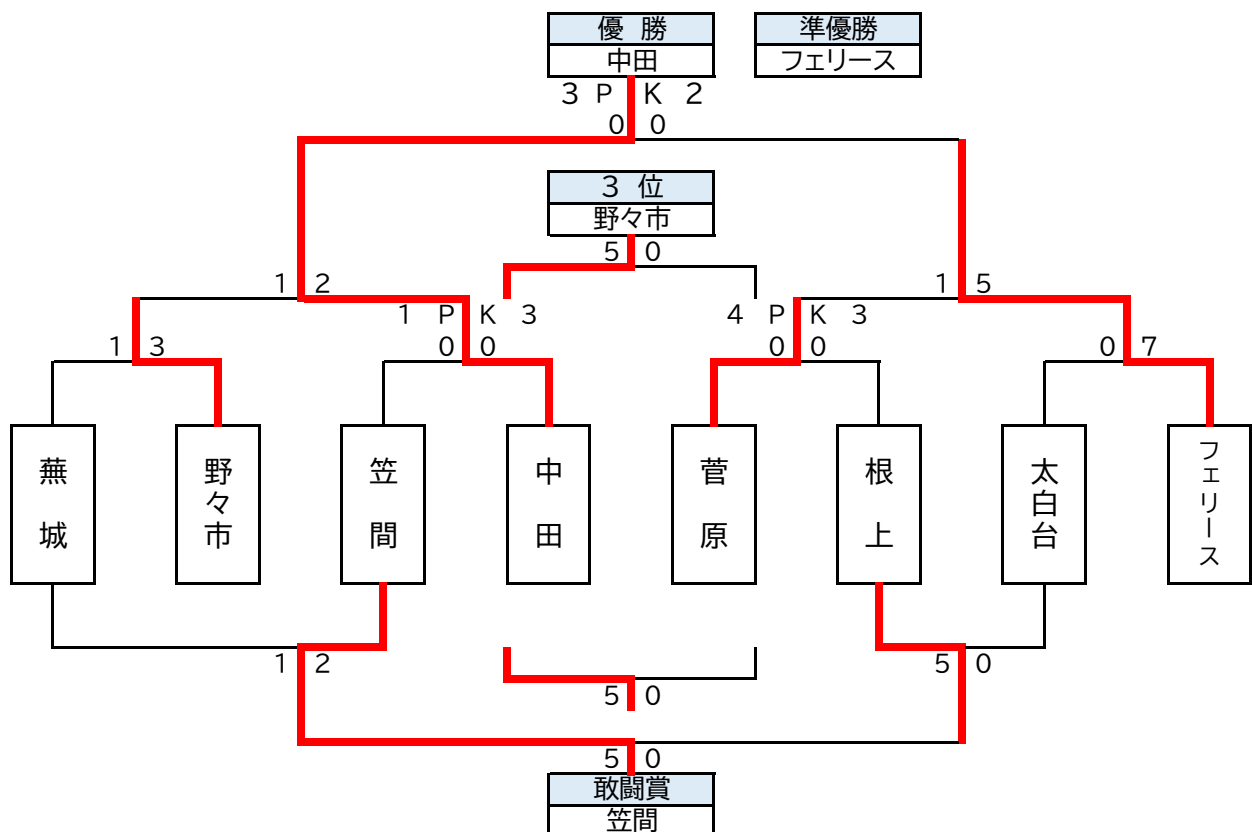 優 勝 準優勝
中田 フェリース
3 P K 2
0 0
3 位
野々市
5 0
1 2 1 5
1 P K 3 4 P K 3
1 3 0 0 0 0 0 7
蕪城 野々市 笠間 中田 菅原 根上 太白台 フェリース
1 2 5 0
5 0
5 0
敢闘賞
笠間